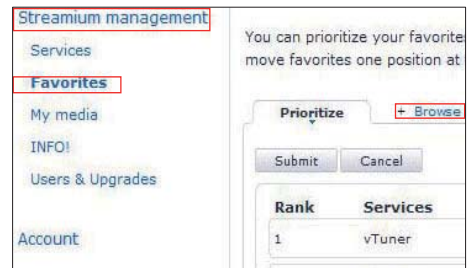 Streamium management
Services
Favorites
My media
INFO!
Users & Upgrades
Account
You can prioritize your favorites
move favorites one position at
Prioritize
+ Browse
Submit
Cancel
Rank Services
1 vTuner